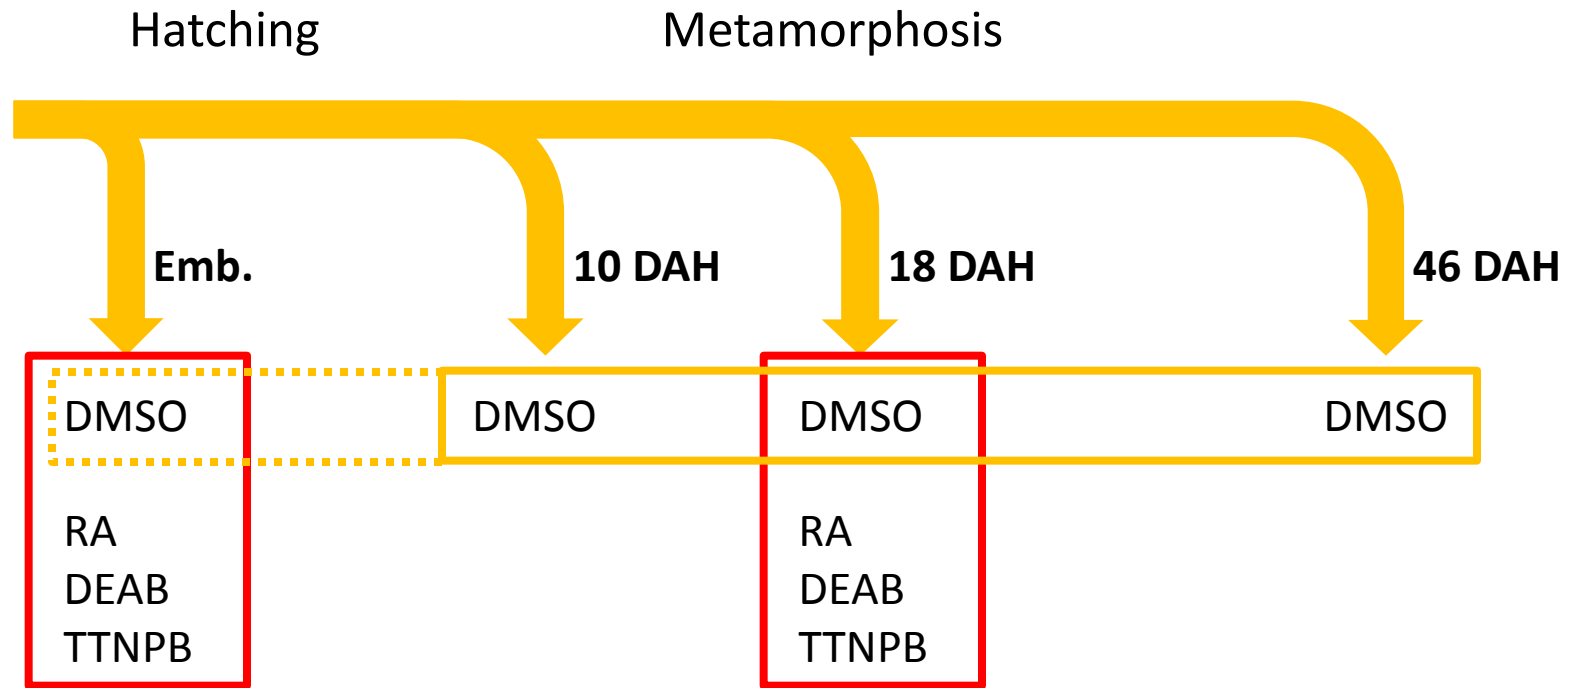 Hatching Metamorphosis
Emb. 10 DAH 18 DAH 46 DAH
DMSO DMSO DMSO DMSO
RA RA
DEAB DEAB
TTNPB TTNPB